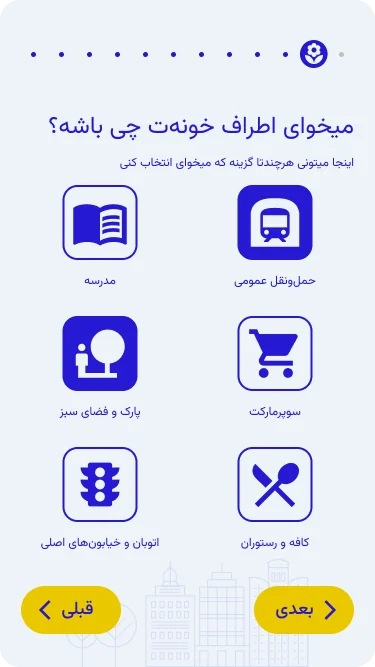 میخوای اطراف خونه‌ت چی باشه؟
اینجا میتونی هرچندتا گزینه که میخوای انتخاب کنی
حمل‌ونقل عمومی
مدرسه
سوپرمارکت
پارک و فضای سبز
کافه و رستوران
اتوبان و خیابون‌های اصلی
بعدی
قبلی